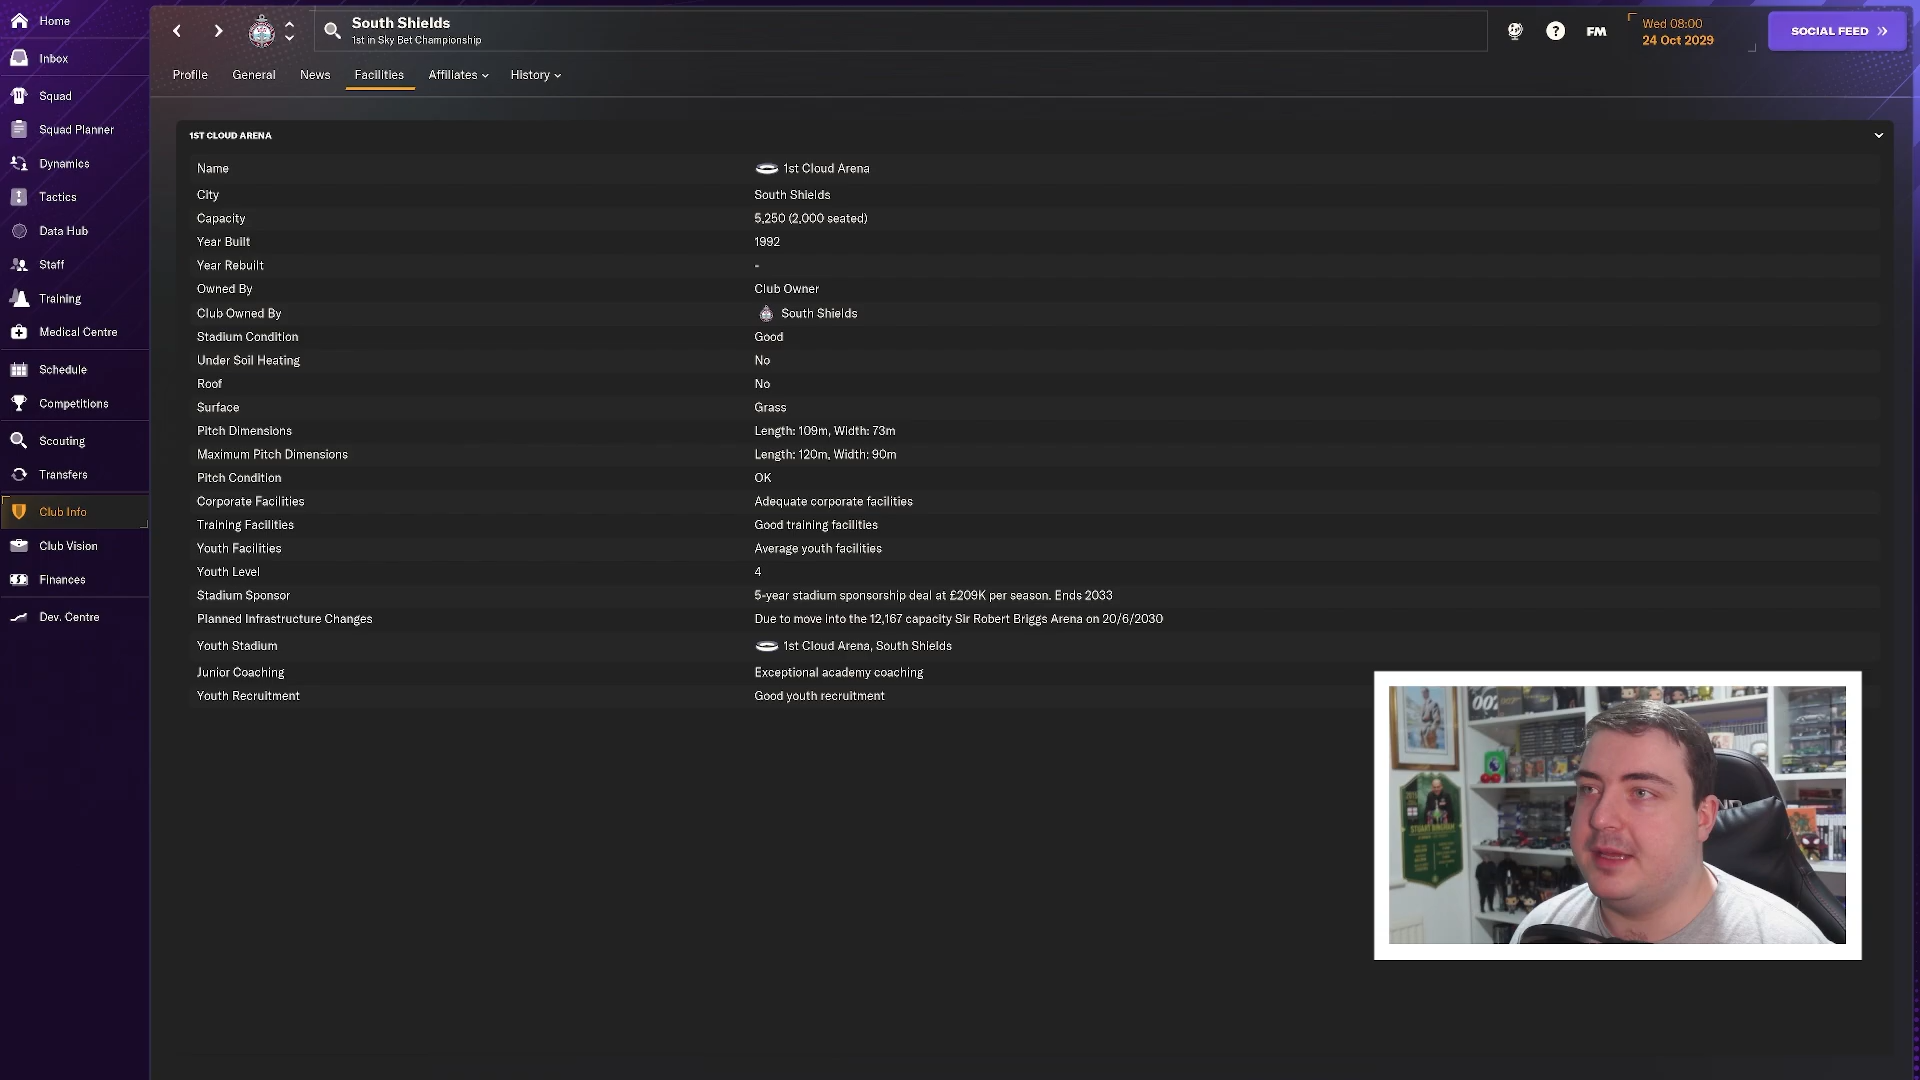 Home
Inbox
Squad
Squad Planner
Dynamics
Tactics
Data Hub
Staff
Training
Medical Centre
Schedule
Competitions
Scouting
Transfers
Club Info
Club Vision
Finances
Dev. Centre
South Shields
1st in Sky Bet Championship
FM
Wed 08:00
24 Oct 2029
SOCIAL FEED
Profile General News Facilities Affiliates History
1ST CLOUD ARENA
Name 1st Cloud Arena
City South Shields
Capacity 5,250 (2,000 seated)
Year Built 1992
Year Rebuilt -
Owned By Club Owner
Club Owned By South Shields
Stadium Condition Good
Under Soil Heating No
Roof No
Surface Grass
Pitch Dimensions Length: 109m, Width: 73m
Maximum Pitch Dimensions Length: 120m, Width: 90m
Pitch Condition OK
Corporate Facilities Adequate corporate facilities
Training Facilities Good training facilities
Youth Facilities Average youth facilities
Youth Level 4
Stadium Sponsor 5-year stadium sponsorship deal at £209K per season. Ends 2033
Planned Infrastructure Changes Due to move into the 12,167 capacity Sir Robert Briggs Arena on 20/6/2030
Youth Stadium 1st Cloud Arena, South Shields
Junior Coaching Exceptional academy coaching
Youth Recruitment Good youth recruitment
007
STUART BINGHAM